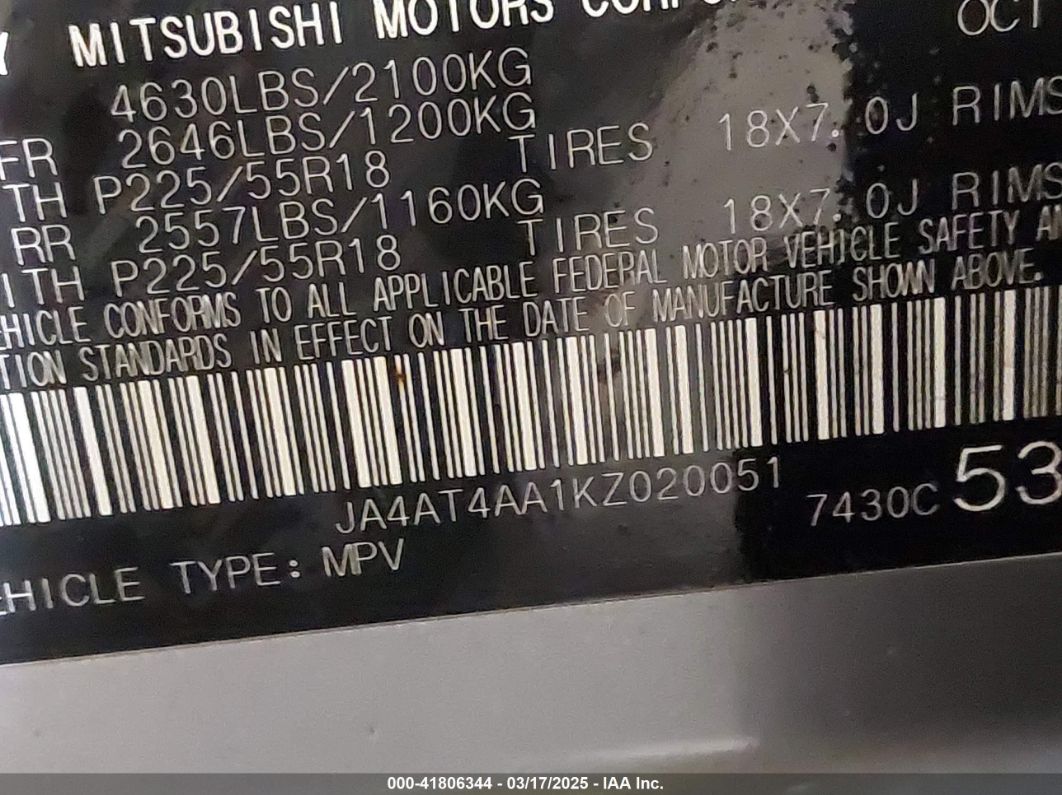 MITSUBISHI MOTORS
OCT
4630LBS/2100KG
FR 2646LBS/1200KG
TH P225/55R18 TIRES 18X7.0J RIMS
RR 2557LBS/1160KG
ITH P225/55R18 TIRES 18X7.0J RIMS
EHICLE CONFORMS TO ALL APPLICABLE FEDERAL MOTOR VEHICLE SAFETY
TION STANDARDS IN EFFECT ON THE DATE OF MANUFACTURE SHOWN ABOVE.
JA4AT4AA1KZ020051
7430C 53
EHICLE TYPE: MPV
000-41806344 - 03/17/2025 - IAA Inc.